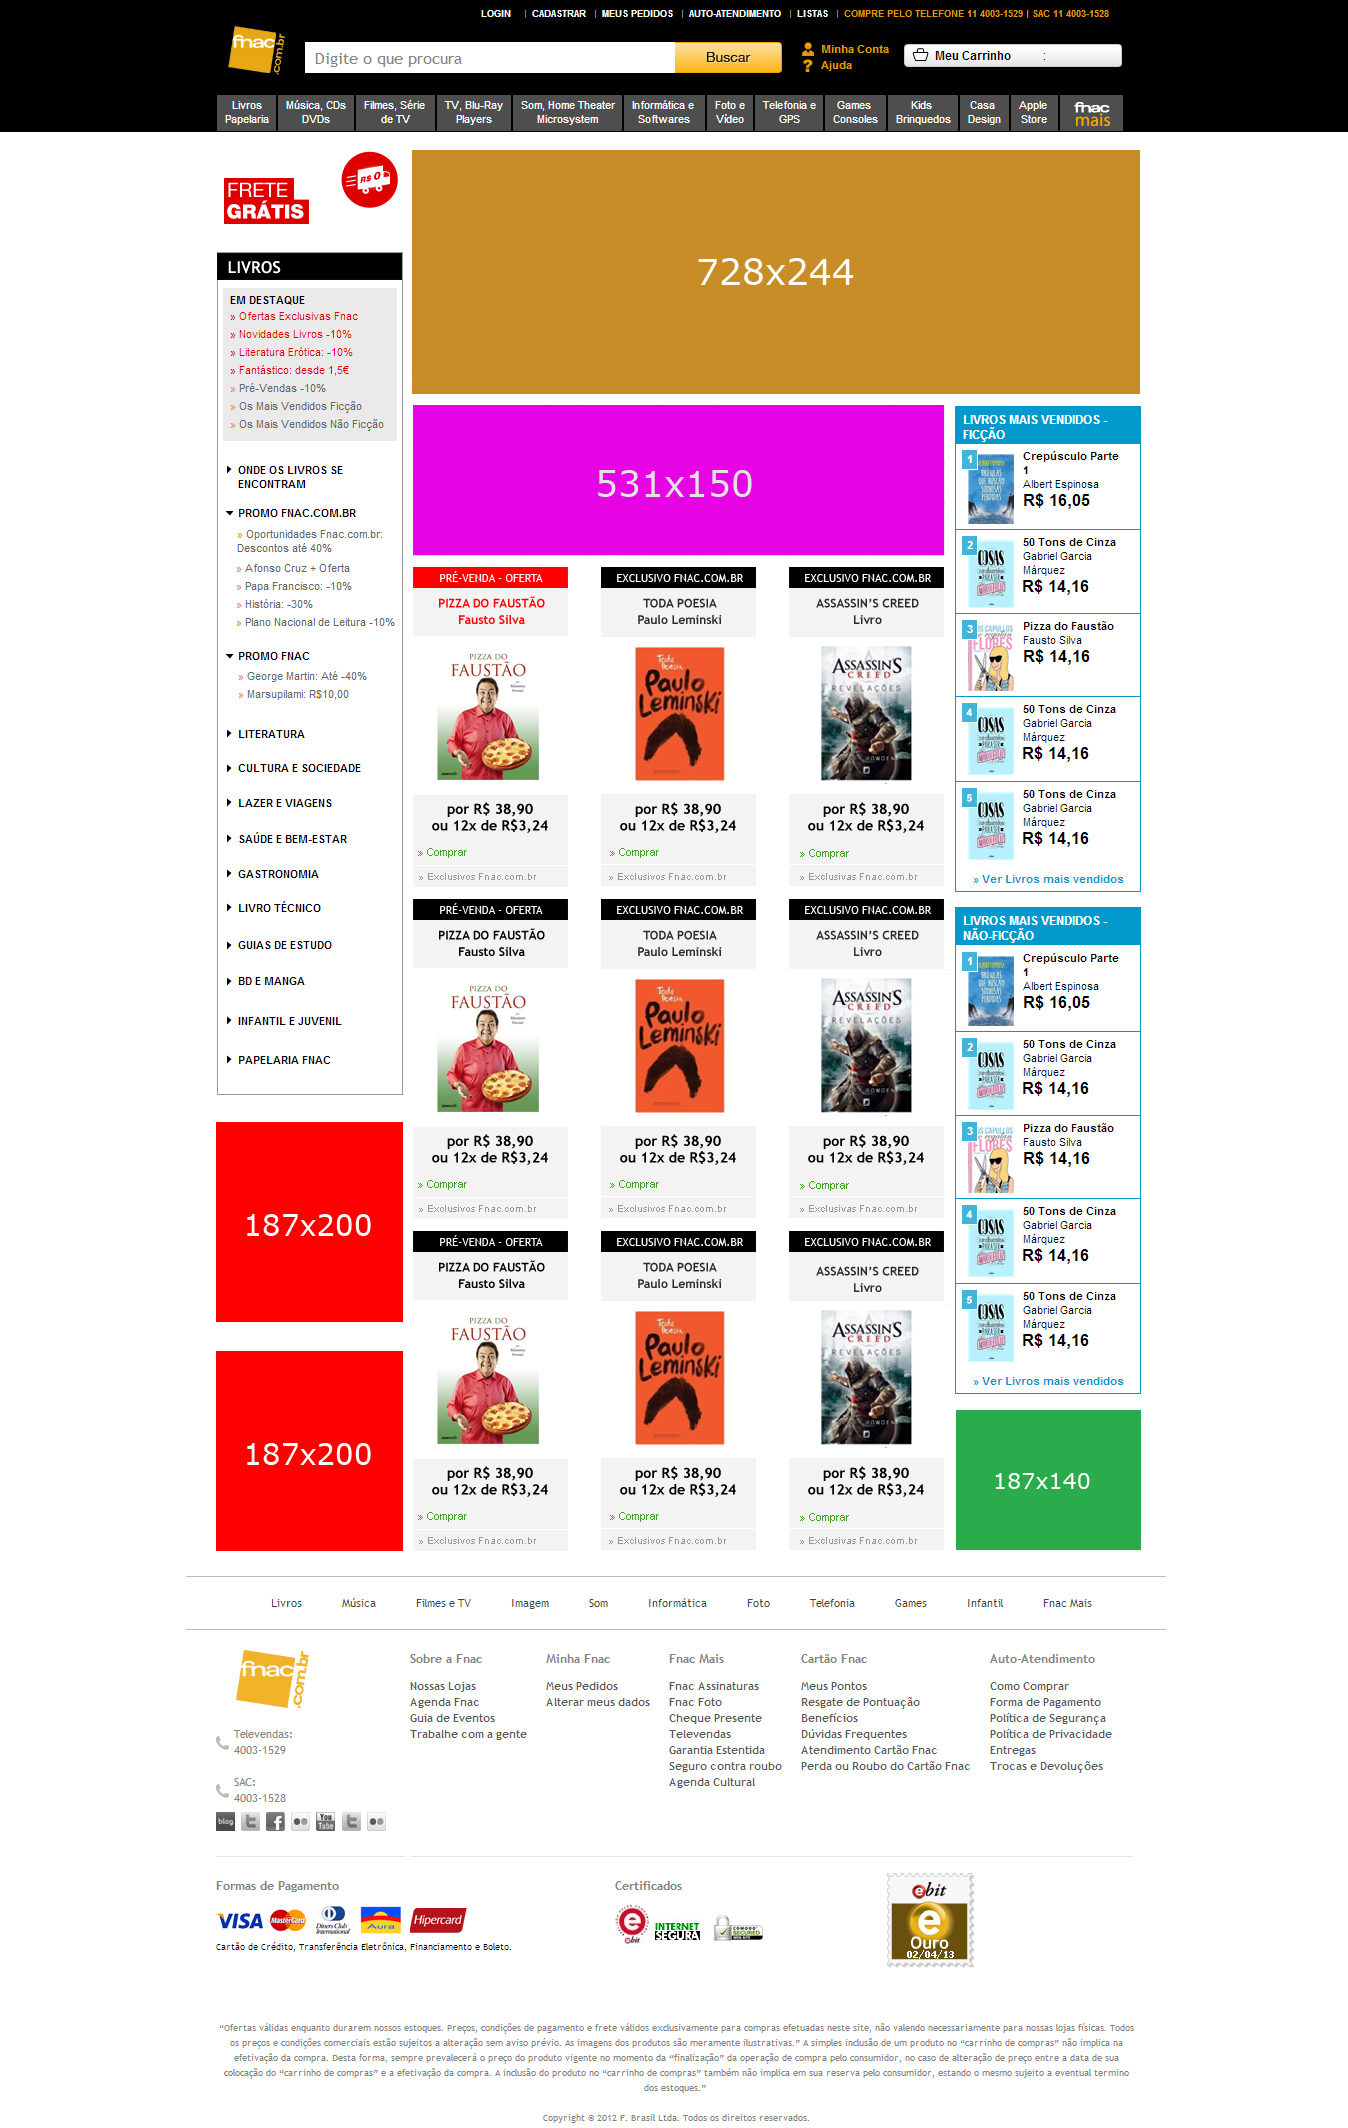 LOGIN | CADASTRAR | MEUS PEDIDOS | AUTO-ATENDIMENTO | LISTAS | COMPRE PELO TELEFONE 11 4003-1529 | SAC 11 4003-1528
fnac.com.br
Digite o que procura
Buscar
Minha Conta
Ajuda
Meu Carrinho :
Livros
Papelaria
Música, CDs
DVDs
Filmes, Série
de TV
TV, Blu-Ray
Players
Som, Home Theater
Microsystem
Informática e
Softwares
Foto e
Vídeo
Telefonia e
GPS
Games
Consoles
Kids
Brinquedos
Casa
Design
Apple
Store
fnac
mais
FRETE
GRÁTIS
R$ 0
728x244
LIVROS
EM DESTAQUE
» Ofertas Exclusivas Fnac
» Novidades Livros -10%
» Literatura Erótica: -10%
» Fantástico: desde 1,5€
» Pré-Vendas -10%
» Os Mais Vendidos Ficção
» Os Mais Vendidos Não Ficção
ONDE OS LIVROS SE
ENCONTRAM
PROMO FNAC.COM.BR
» Oportunidades Fnac.com.br:
Descontos até 40%
» Afonso Cruz + Oferta
» Papa Francisco: -10%
» História: -30%
» Plano Nacional de Leitura -10%
PROMO FNAC
» George Martin: Até -40%
» Marsupilami: R$10,00
LITERATURA
CULTURA E SOCIEDADE
LAZER E VIAGENS
SAÚDE E BEM-ESTAR
GASTRONOMIA
LIVRO TÉCNICO
GUIAS DE ESTUDO
BD E MANGA
INFANTIL E JUVENIL
PAPELARIA FNAC
187x200
187x200
531x150
PRÉ-VENDA - OFERTA
PIZZA DO FAUSTÃO
Fausto Silva
PIZZA DO
FAUSTÃO
por R$ 38,90
ou 12x de R$3,24
» Comprar
» Exclusivos Fnac.com.br
EXCLUSIVO FNAC.COM.BR
TODA POESIA
Paulo Leminski
Toda
Poesia
Paulo
Leminski
por R$ 38,90
ou 12x de R$3,24
» Comprar
» Exclusivos Fnac.com.br
EXCLUSIVO FNAC.COM.BR
ASSASSIN'S CREED
Livro
ASSASSIN'S
CREED
REVELAÇÕES
BOWDEN
por R$ 38,90
ou 12x de R$3,24
» Comprar
» Exclusivas Fnac.com.br
PRÉ-VENDA - OFERTA
PIZZA DO FAUSTÃO
Fausto Silva
PIZZA DO
FAUSTÃO
por R$ 38,90
ou 12x de R$3,24
» Comprar
» Exclusivos Fnac.com.br
EXCLUSIVO FNAC.COM.BR
TODA POESIA
Paulo Leminski
Toda
Poesia
Paulo
Leminski
por R$ 38,90
ou 12x de R$3,24
» Comprar
» Exclusivos Fnac.com.br
EXCLUSIVO FNAC.COM.BR
ASSASSIN'S CREED
Livro
ASSASSIN'S
CREED
REVELAÇÕES
BOWDEN
por R$ 38,90
ou 12x de R$3,24
» Comprar
» Exclusivas Fnac.com.br
PRÉ-VENDA - OFERTA
PIZZA DO FAUSTÃO
Fausto Silva
PIZZA DO
FAUSTÃO
por R$ 38,90
ou 12x de R$3,24
» Comprar
» Exclusivos Fnac.com.br
EXCLUSIVO FNAC.COM.BR
TODA POESIA
Paulo Leminski
Toda
Poesia
Paulo
Leminski
por R$ 38,90
ou 12x de R$3,24
» Comprar
» Exclusivos Fnac.com.br
EXCLUSIVO FNAC.COM.BR
ASSASSIN'S CREED
Livro
ASSASSIN'S
CREED
REVELAÇÕES
BOWDEN
por R$ 38,90
ou 12x de R$3,24
» Comprar
» Exclusivas Fnac.com.br
LIVROS MAIS VENDIDOS -
FICÇÃO
1
Crepúsculo Parte
1
Albert Espinosa
R$ 16,05
2
COSAS
50 Tons de Cinza
Gabriel Garcia
Márquez
R$ 14,16
3
FLORES
Pizza do Faustão
Fausto Silva
R$ 14,16
4
COSAS
50 Tons de Cinza
Gabriel Garcia
Márquez
R$ 14,16
5
COSAS
50 Tons de Cinza
Gabriel Garcia
Márquez
R$ 14,16
» Ver Livros mais vendidos
LIVROS MAIS VENDIDOS -
NÃO-FICÇÃO
1
Crepúsculo Parte
1
Albert Espinosa
R$ 16,05
2
COSAS
50 Tons de Cinza
Gabriel Garcia
Márquez
R$ 14,16
3
FLORES
Pizza do Faustão
Fausto Silva
R$ 14,16
4
COSAS
50 Tons de Cinza
Gabriel Garcia
Márquez
R$ 14,16
5
COSAS
50 Tons de Cinza
Gabriel Garcia
Márquez
R$ 14,16
» Ver Livros mais vendidos
187x140
Livros Música Filmes e TV Imagem Som Informática Foto Telefonia Games Infantil Fnac Mais
fnac.com.br
Televendas:
4003-1529
SAC:
4003-1528
blog
You
Tube
Sobre a Fnac
Nossas Lojas
Agenda Fnac
Guia de Eventos
Trabalhe com a gente
Minha Fnac
Meus Pedidos
Alterar meus dados
Fnac Mais
Fnac Assinaturas
Fnac Foto
Cheque Presente
Televendas
Garantia Estentida
Seguro contra roubo
Agenda Cultural
Cartão Fnac
Meus Pontos
Resgate de Pontuação
Benefícios
Dúvidas Frequentes
Atendimento Cartão Fnac
Perda ou Roubo do Cartão Fnac
Auto-Atendimento
Como Comprar
Forma de Pagamento
Política de Segurança
Política de Privacidade
Entregas
Trocas e Devoluções
Formas de Pagamento
VISA
MasterCard
Diners Club
International
Aura
Hipercard
Cartão de Crédito, Transferência Eletrônica, Financiamento e Boleto.
Certificados
ebit
INTERNET
SEGURA
COMODO
SECURED
ebit
Ouro
02/04/13
“Ofertas válidas enquanto durarem nossos estoques. Preços, condições de pagamento e frete válidos exclusivamente para compras efetuadas neste site, não valendo necessariamente para nossas lojas físicas. Todos
os preços e condições comerciais estão sujeitos a alteração sem aviso prévio. As imagens dos produtos são meramente ilustrativas.” A simples inclusão de um produto no “carrinho de compras” não implica na
efetivação da compra. Desta forma, sempre prevalecerá o preço do produto vigente no momento da “finalização” da operação de compra pelo consumidor, no caso de alteração de preço entre a data de sua
colocação do “carrinho de compras” e a efetivação da compra. A inclusão do produto no “carrinho de compras” também não implica em sua reserva pelo consumidor, estando o mesmo sujeito a eventual termino
dos estoques.”
Copyright © 2012 F. Brasil Ltda. Todos os direitos reservados.